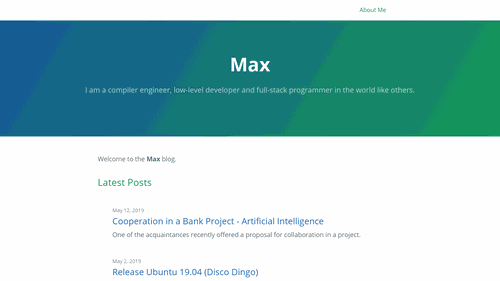 About Me
Max
I am a compiler engineer, low-level developer and full-stack programmer in the world like others.
Welcome to the Max blog.
Latest Posts
May 12, 2019
Cooperation in a Bank Project - Artificial Intelligence
One of the acquaintances recently offered a proposal for collaboration in a project.
May 2, 2019
Release Ubuntu 19.04 (Disco Dingo)